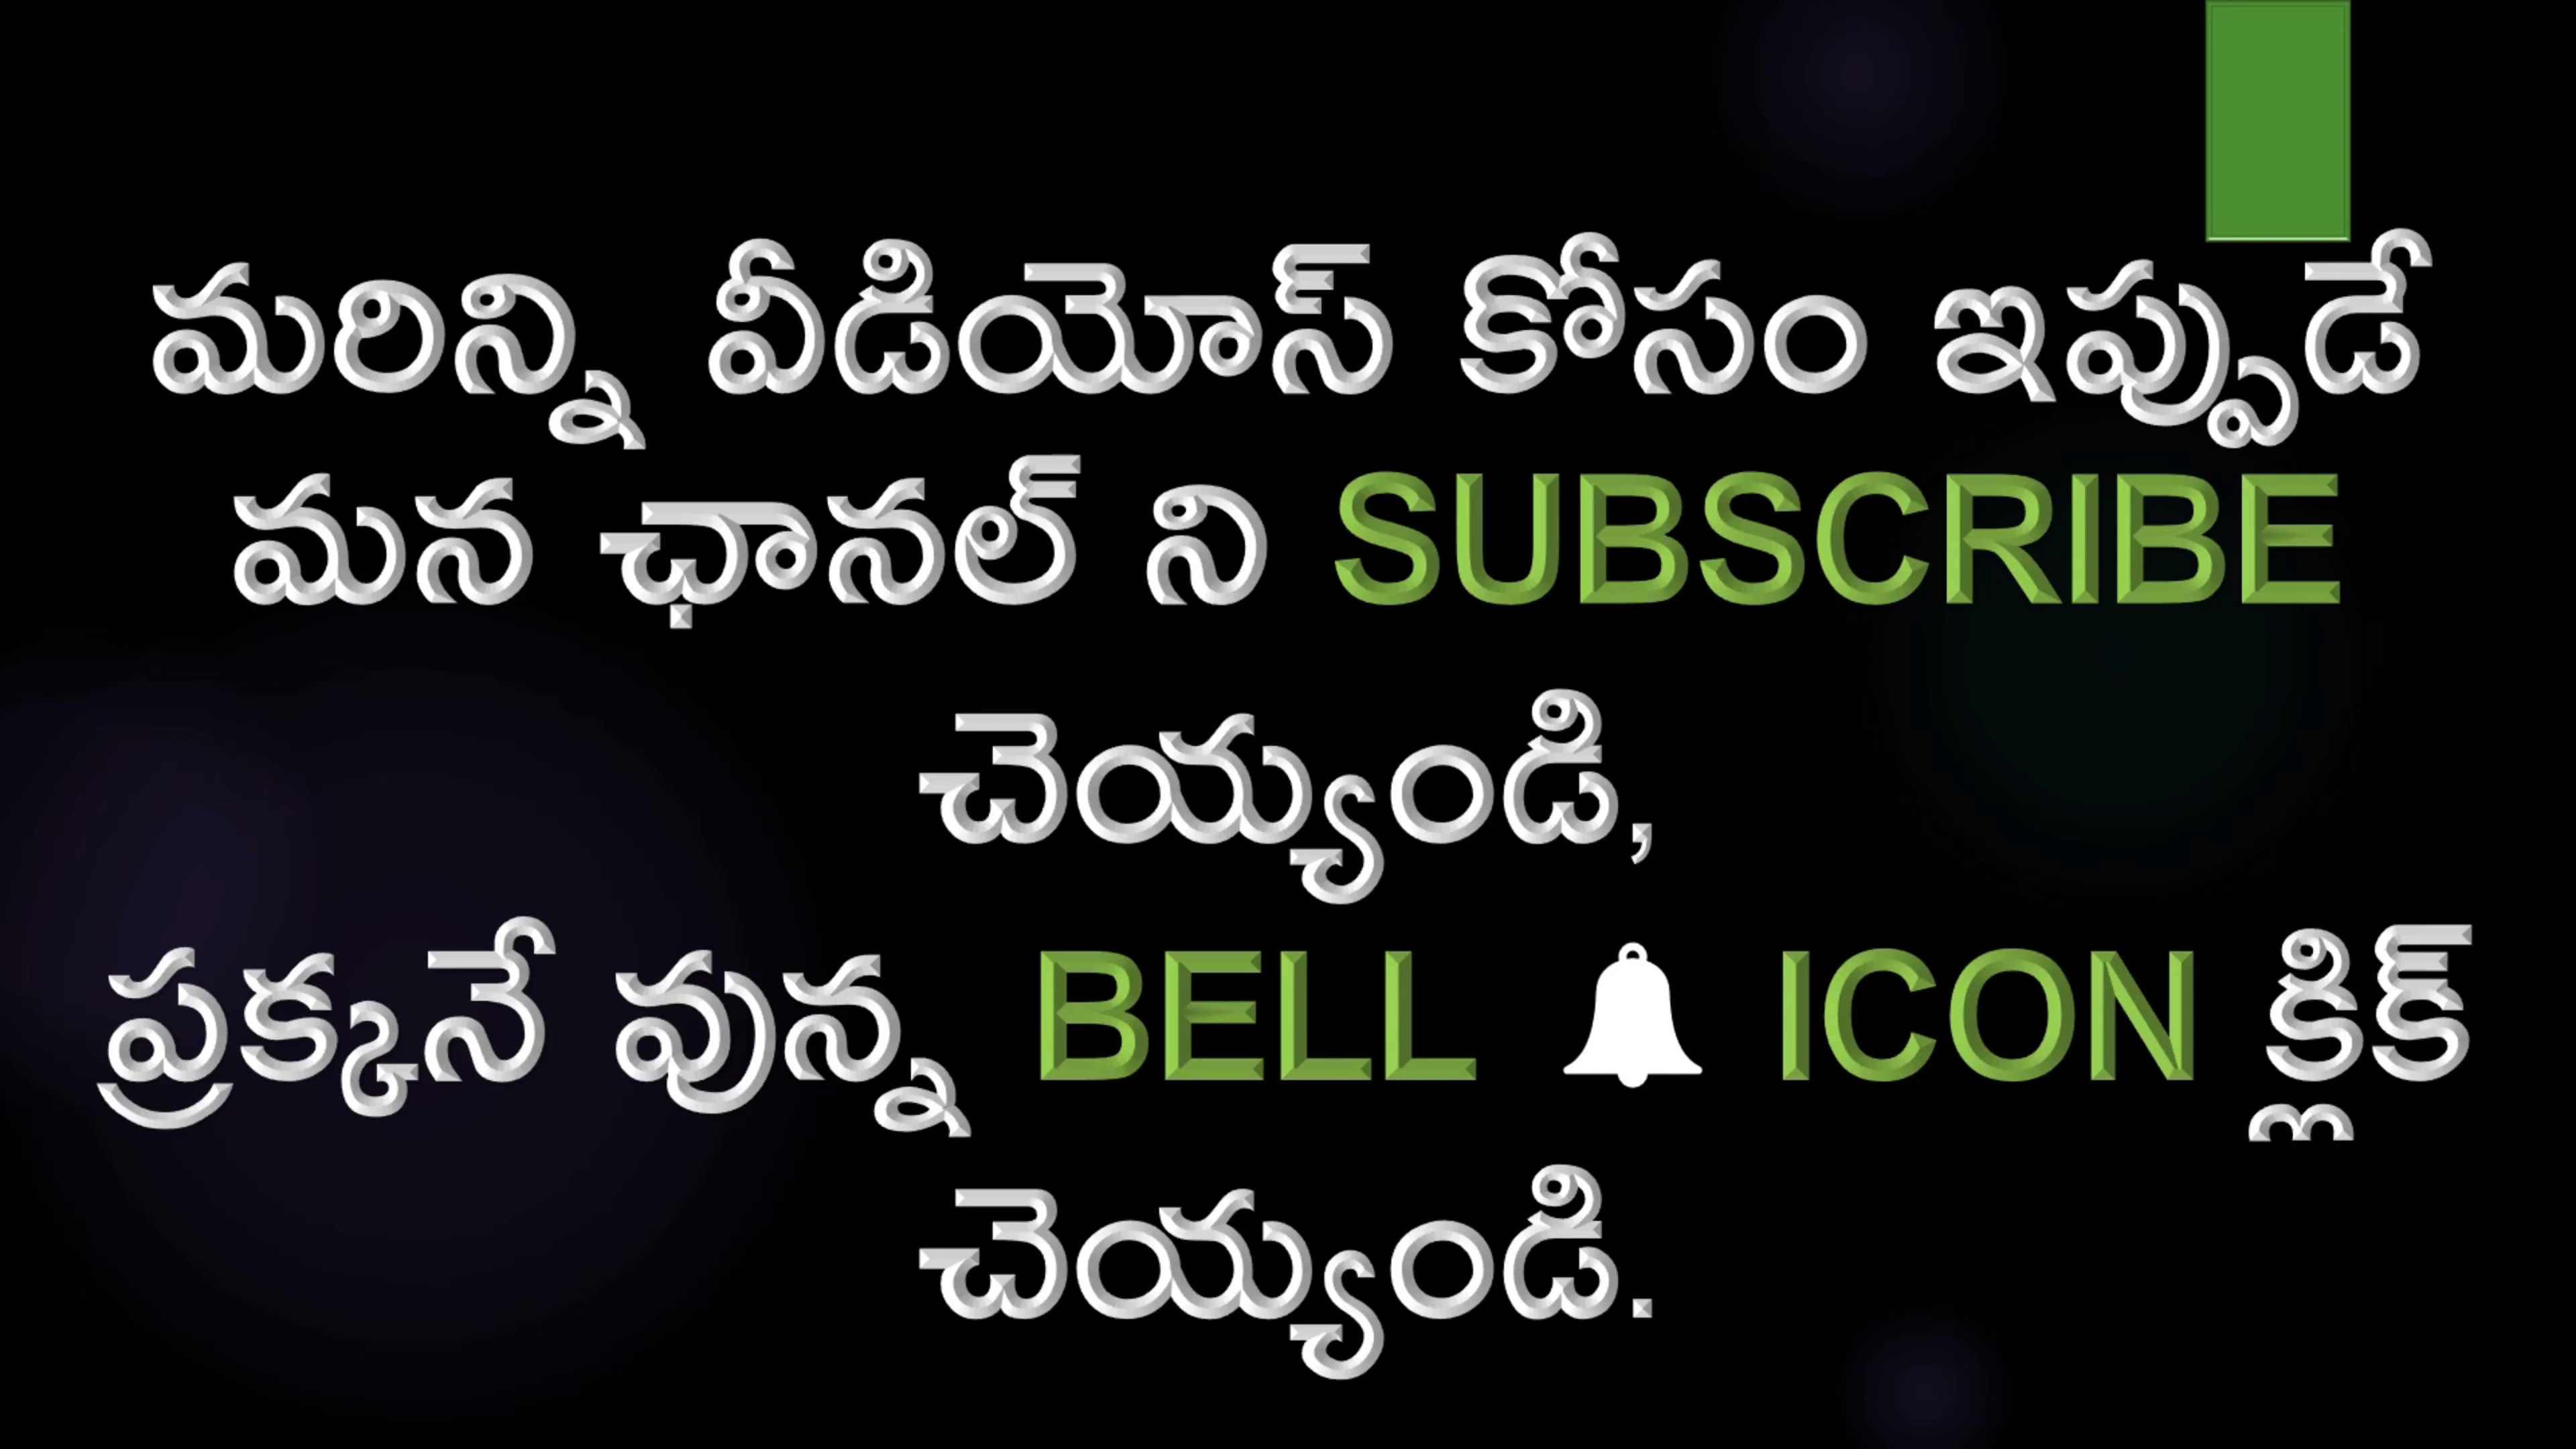 మరిన్ని వీడియోస్ కోసం ఇప్పుడే
మన ఛానల్ ని SUBSCRIBE
చెయ్యండి,
ప్రక్కనే వున్న BELL ICON క్లిక్
చెయ్యండి.